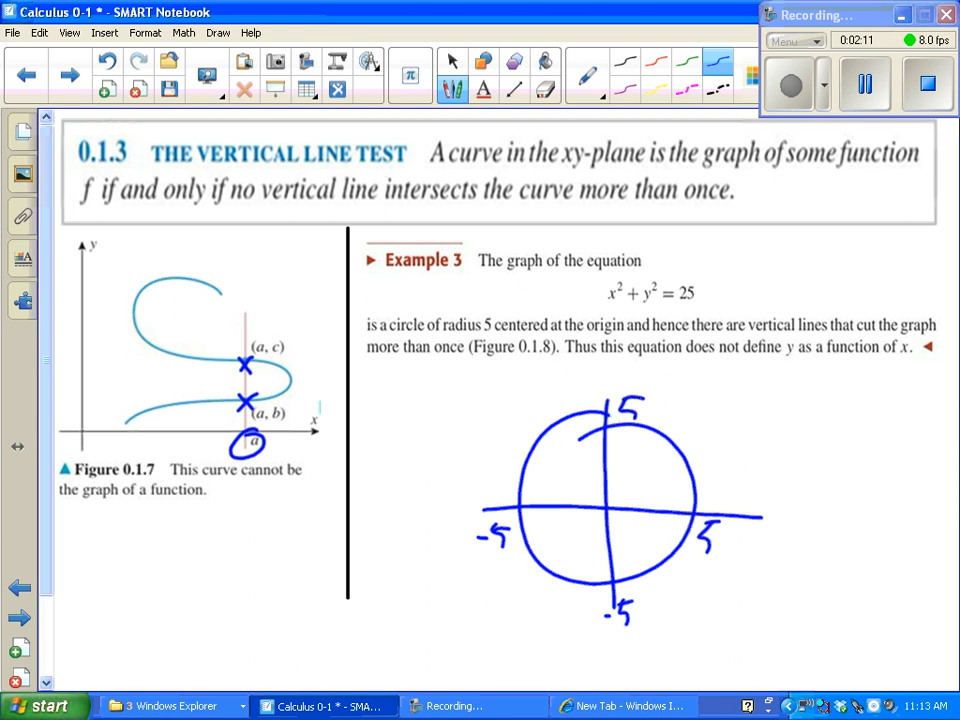 Calculus 0-1 * - SMART Notebook
File Edit View Insert Format Math Draw Help
Recording...
Menu
0:02:11
8.0 fps
π
A
0.1.3 THE VERTICAL LINE TEST A curve in the xy-plane is the graph of some function
f if and only if no vertical line intersects the curve more than once.
y
(a, c)
(a, b)
x
a
▲ Figure 0.1.7 This curve cannot be
the graph of a function.
► Example 3 The graph of the equation
x² + y² = 25
is a circle of radius 5 centered at the origin and hence there are vertical lines that cut the graph
more than once (Figure 0.1.8). Thus this equation does not define y as a function of x. ◄
5
-5
5
-5
start
3 Windows Explorer
Calculus 0-1 * - SMA...
Recording...
New Tab - Windows I...
11:13 AM